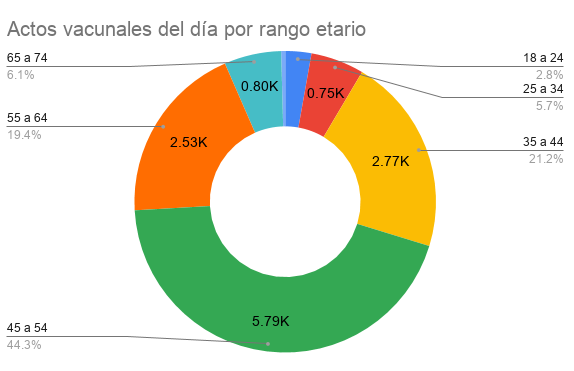 Actos vacunales del día por rango etario
65 a 74
6.1%
18 a 24
2.8%
25 a 34
5.7%
0.80K
0.75K
55 a 64
19.4%
2.53K
35 a 44
21.2%
2.77K
5.79K
45 a 54
44.3%